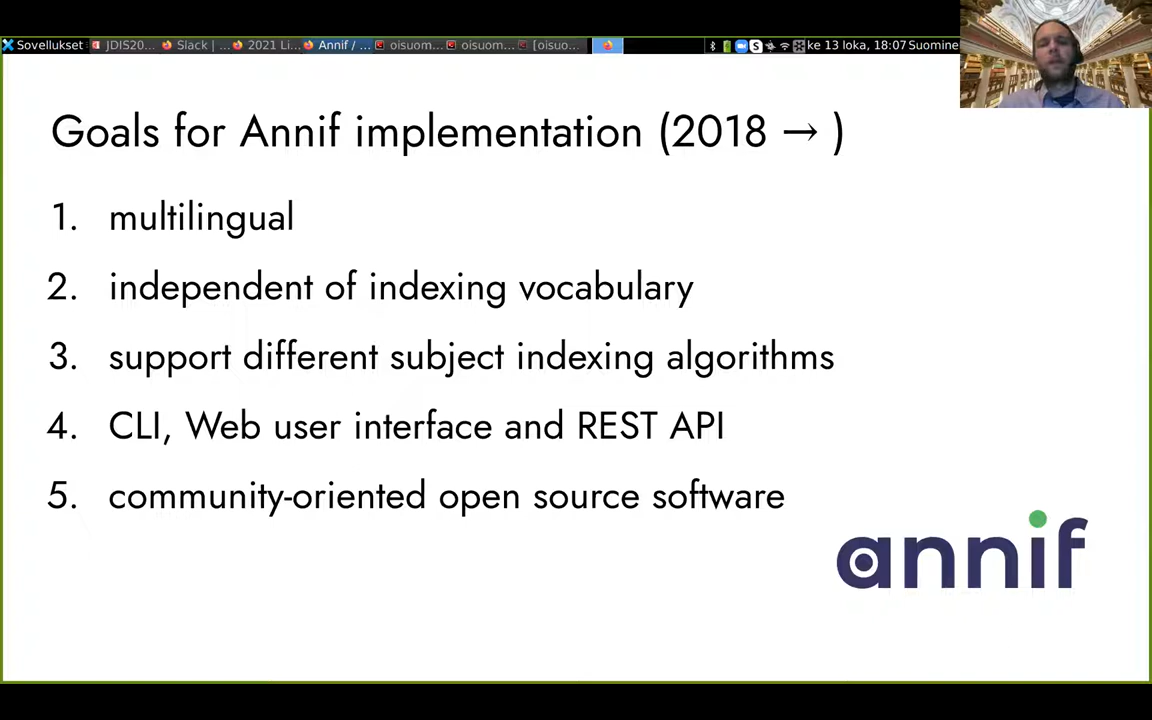 Sovellukset JDIS20... Slack | ... 2021 Li... Annif / ... oisuom... oisuom... [oisuo... ke 13 loka, 18:07 Suomine
Goals for Annif implementation (2018 → )
1. multilingual
2. independent of indexing vocabulary
3. support different subject indexing algorithms
4. CLI, Web user interface and REST API
5. community-oriented open source software
annif